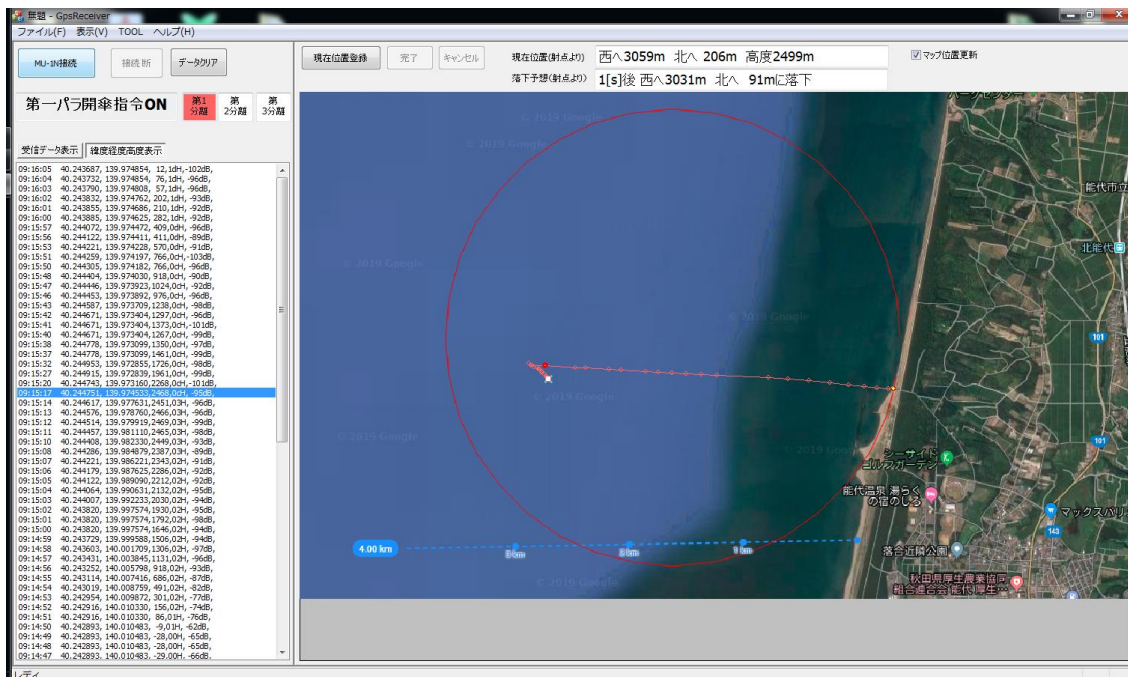 無題 - GpsReceiver
ファイル(F) 表示(V) TOOL ヘルプ(H)
MU-1N接続 接続断 データクリア
第一パラ開傘指令ON 第1分離 第2分離 第3分離
受信データ表示 緯度経度高度表示
09:16:05 40.243687, 139.974854, 12,1dH,-102dB,
09:16:04 40.243732, 139.974854, 76,1dH, -96dB,
09:16:03 40.243790, 139.974808, 57,1dH, -96dB,
09:16:02 40.243832, 139.974762, 202,1dH, -93dB,
09:16:01 40.243855, 139.974686, 210,1dH, -92dB,
09:16:00 40.243885, 139.974625, 282,1dH, -92dB,
09:15:57 40.244072, 139.974472, 409,0dH, -96dB,
09:15:56 40.244122, 139.974411, 411,0dH, -89dB,
09:15:53 40.244221, 139.974228, 570,0cH, -91dB,
09:15:51 40.244259, 139.974197, 766,0cH,-103dB,
09:15:50 40.244305, 139.974182, 766,0cH, -96dB,
09:15:48 40.244404, 139.974030, 918,0cH, -90dB,
09:15:47 40.244446, 139.973923,1024,0cH, -92dB,
09:15:46 40.244453, 139.973892, 976,0cH, -96dB,
09:15:43 40.244587, 139.973709,1238,0cH, -98dB,
09:15:42 40.244671, 139.973404,1297,0cH, -96dB,
09:15:41 40.244671, 139.973404,1373,0cH,-101dB,
09:15:40 40.244671, 139.973404,1267,0cH, -99dB,
09:15:38 40.244778, 139.973099,1350,0cH, -97dB,
09:15:37 40.244778, 139.973099,1461,0cH, -99dB,
09:15:32 40.244953, 139.972855,1726,0cH, -98dB,
09:15:27 40.244915, 139.972839,1961,0cH, -99dB,
09:15:20 40.244743, 139.973160,2268,0cH,-101dB,
09:15:17 40.244751, 139.974533,2468,0cH, -95dB,
09:15:14 40.244617, 139.977631,2451,03H, -96dB,
09:15:13 40.244576, 139.978760,2466,03H, -96dB,
09:15:12 40.244514, 139.979919,2469,03H, -99dB,
09:15:11 40.244457, 139.981110,2465,03H, -98dB,
09:15:10 40.244408, 139.982330,2449,03H, -93dB,
09:15:08 40.244286, 139.984879,2387,03H, -89dB,
09:15:07 40.244221, 139.986221,2343,02H, -91dB,
09:15:06 40.244179, 139.987625,2286,02H, -92dB,
09:15:05 40.244122, 139.989090,2212,02H, -92dB,
09:15:04 40.244064, 139.990631,2132,02H, -95dB,
09:15:03 40.244007, 139.992233,2030,02H, -94dB,
09:15:02 40.243820, 139.997574,1930,02H, -95dB,
09:15:01 40.243820, 139.997574,1792,02H, -98dB,
09:15:00 40.243820, 139.997574,1646,02H, -94dB,
09:14:59 40.243729, 139.999588,1506,02H, -94dB,
09:14:58 40.243603, 140.001709,1306,02H, -97dB,
09:14:57 40.243431, 140.003845,1131,02H, -96dB,
09:14:56 40.243252, 140.005798, 918,02H, -93dB,
09:14:55 40.243114, 140.007416, 686,02H, -87dB,
09:14:54 40.243019, 140.008759, 491,02H, -82dB,
09:14:53 40.242954, 140.009872, 301,02H, -77dB,
09:14:52 40.242916, 140.010330, 156,02H, -74dB,
09:14:51 40.242916, 140.010330, 86,01H, -76dB,
09:14:50 40.242893, 140.010483, -9,01H, -62dB,
09:14:49 40.242893, 140.010483, -28,00H, -65dB,
09:14:48 40.242893, 140.010483, -28,00H, -65dB,
09:14:47 40.242893, 140.010483, -29,00H, -66dB,
レディ
現在位置登録 完了 キャンセル 現在位置(射点より) 西へ3059m 北へ 206m 高度2499m マップ位置更新
落下予想(射点より) 1[s]後 西へ3031m 北へ 91mに落下
© 2019 Google
© 2019 Google
© 2019 Google
© 2019 Google
© 2019 Google
© 2019 Google
© 2019 Google
© 2019 Google
能代市立
北能代
101
101
シーサイド
ゴルフガーデン
能代温泉 湯らく
の宿のしろ
マックスバリュ
143
4.00 km
3 km
2 km
1 km
落合近隣公園
秋田県厚生農業協同
組合連合会 能代 厚生